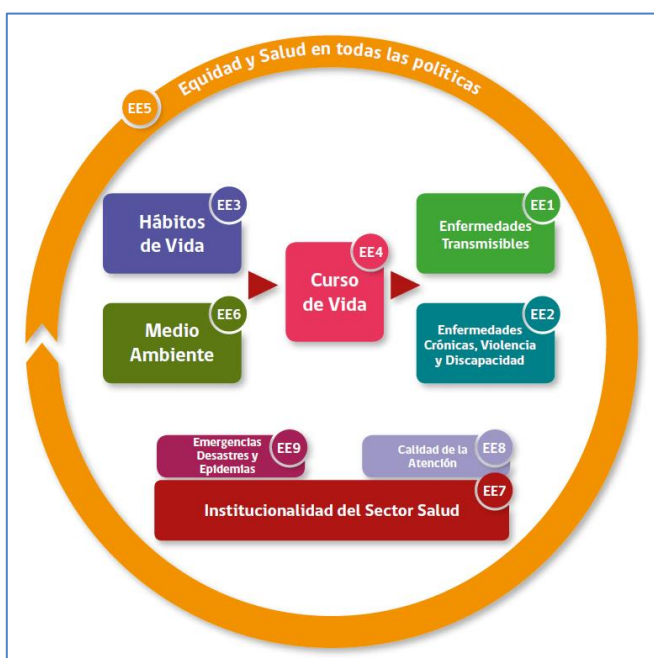 Equidad y Salud en todas las políticas
EE5
EE3
Hábitos
de Vida
EE1
Enfermedades
Transmisibles
EE4
Curso
de Vida
EE6
Medio
Ambiente
EE2
Enfermedades
Crónicas, Violencia
y Discapacidad
Emergencias
Desastres y
Epidemias
EE9
Calidad de la
Atención
EE8
EE7
Institucionalidad del Sector Salud